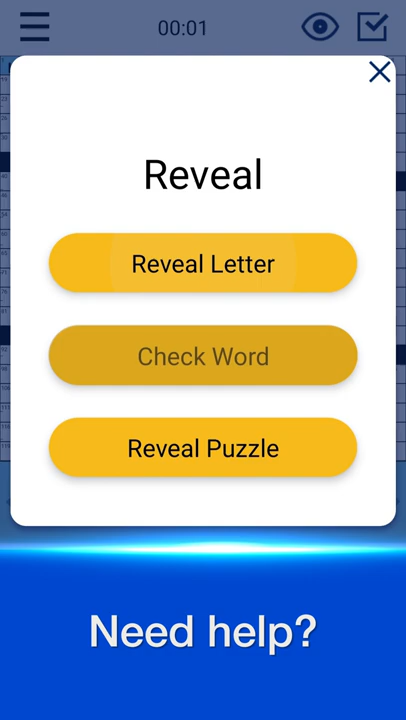 00:01
Reveal
Reveal Letter
Check Word
Reveal Puzzle
Need help?